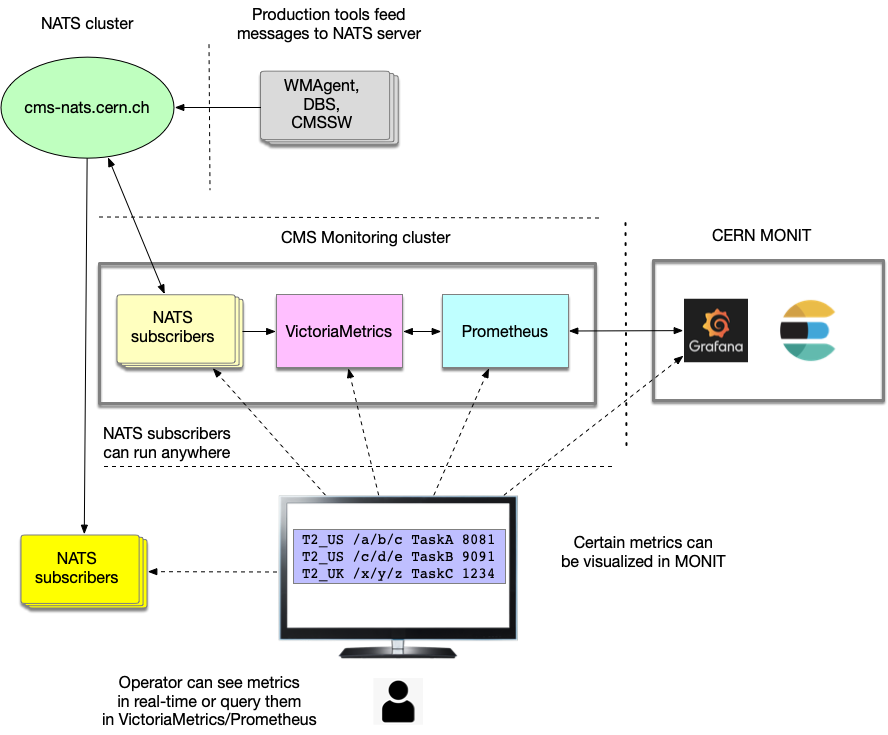 NATS cluster
Production tools feed
messages to NATS server
cms-nats.cern.ch
WMAgent,
DBS,
CMSSW
CMS Monitoring cluster
CERN MONIT
NATS
subscribers
VictoriaMetrics
Prometheus
Grafana
NATS subscribers
can run anywhere
NATS
subscribers
T2_US /a/b/c TaskA 8081
T2_US /c/d/e TaskB 9091
T2_UK /x/y/z TaskC 1234
Certain metrics can
be visualized in MONIT
Operator can see metrics
in real-time or query them
in VictoriaMetrics/Prometheus